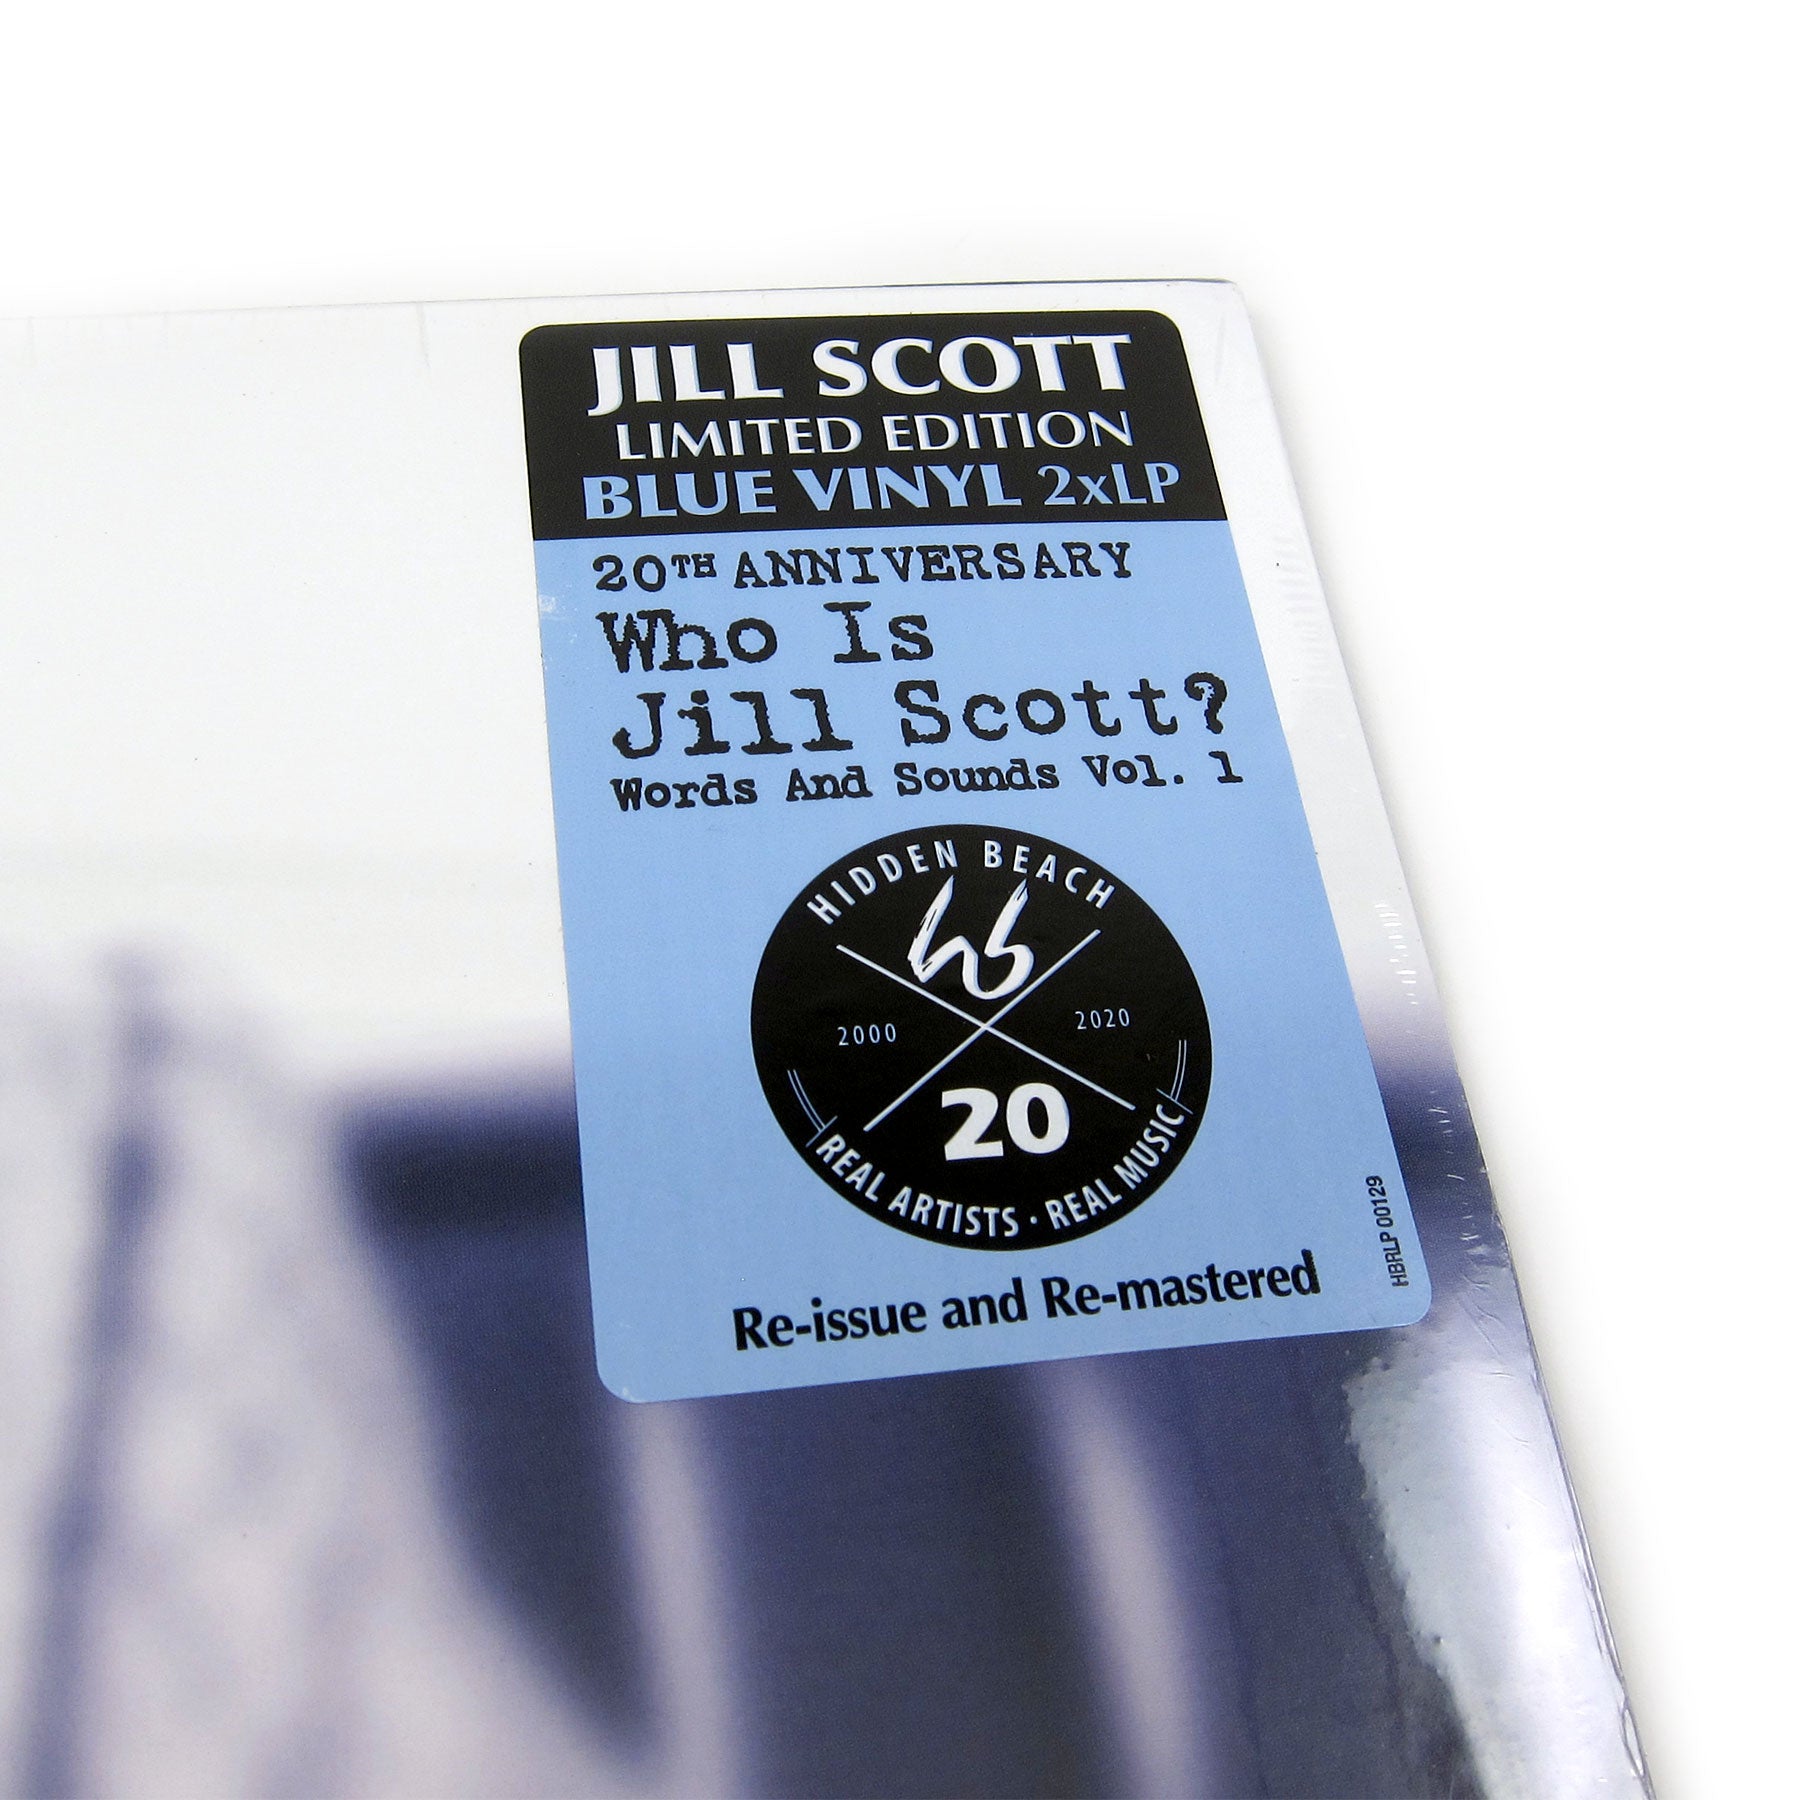 JILL SCOTT
LIMITED EDITION
BLUE VINYL 2xLP
20TH ANNIVERSARY
Who Is
Jill Scott?
Words And Sounds Vol. 1
HIDDEN BEACH
hb
2000
2020
20
REAL ARTISTS · REAL MUSIC
HBRLP 00129
Re-issue and Re-mastered